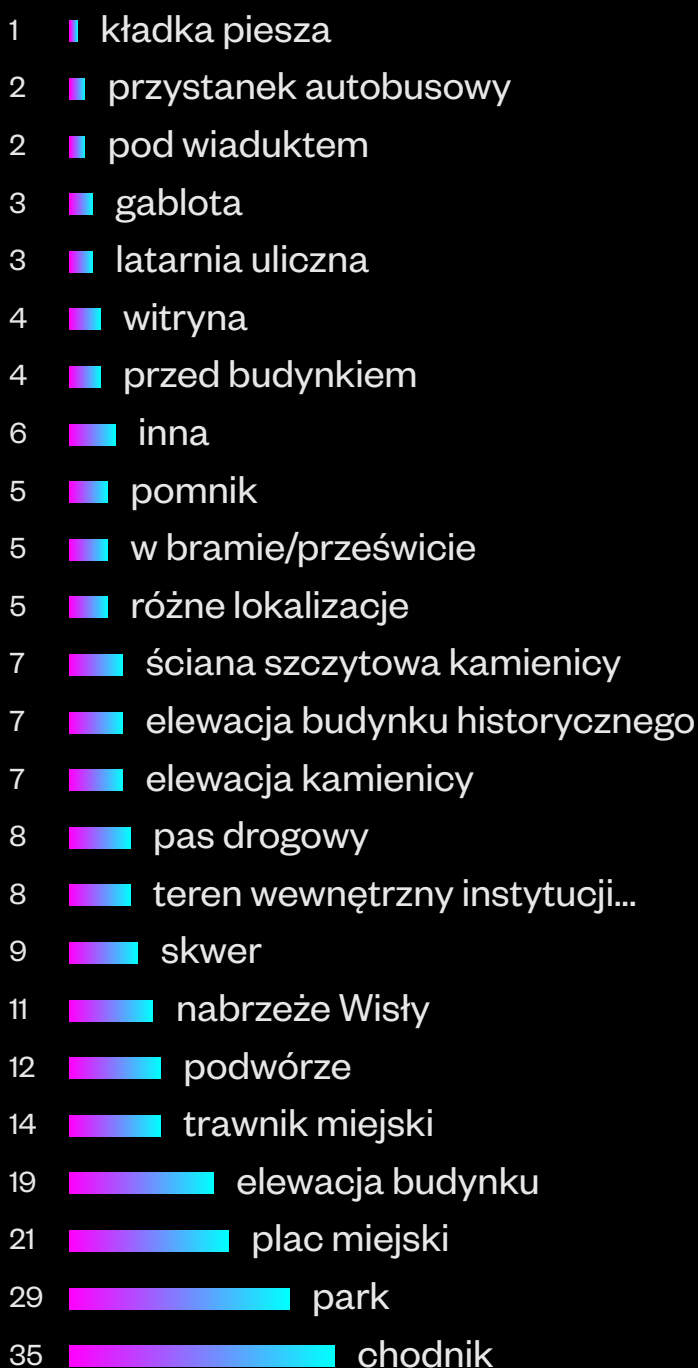 1 kładka piesza
2 przystanek autobusowy
2 pod wiaduktem
3 gablota
3 latarnia uliczna
4 witryna
4 przed budynkiem
6 inna
5 pomnik
5 w bramie/prześwicie
5 różne lokalizacje
7 ściana szczytowa kamienicy
7 elewacja budynku historycznego
7 elewacja kamienicy
8 pas drogowy
8 teren wewnętrzny instytucji...
9 skwer
11 nabrzeże Wisły
12 podwórze
14 trawnik miejski
19 elewacja budynku
21 plac miejski
29 park
35 chodnik